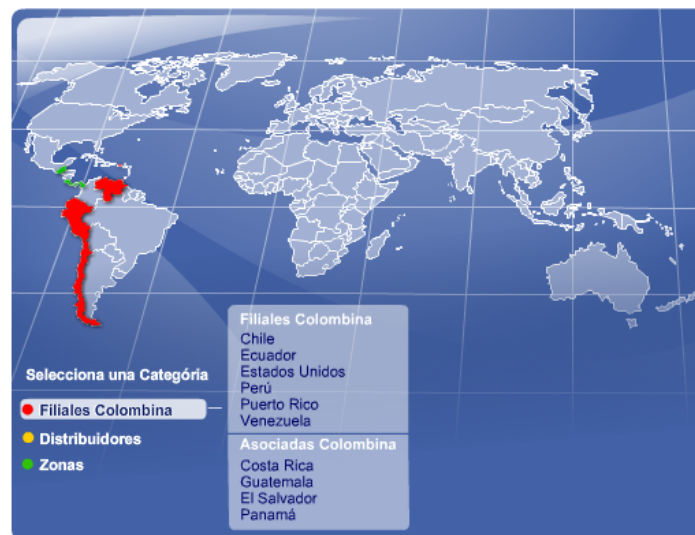 Selecciona una Categória
Filiales Colombina
Distribuidores
Zonas
Filiales Colombina
Chile
Ecuador
Estados Unidos
Perú
Puerto Rico
Venezuela
Asociadas Colombina
Costa Rica
Guatemala
El Salvador
Panamá